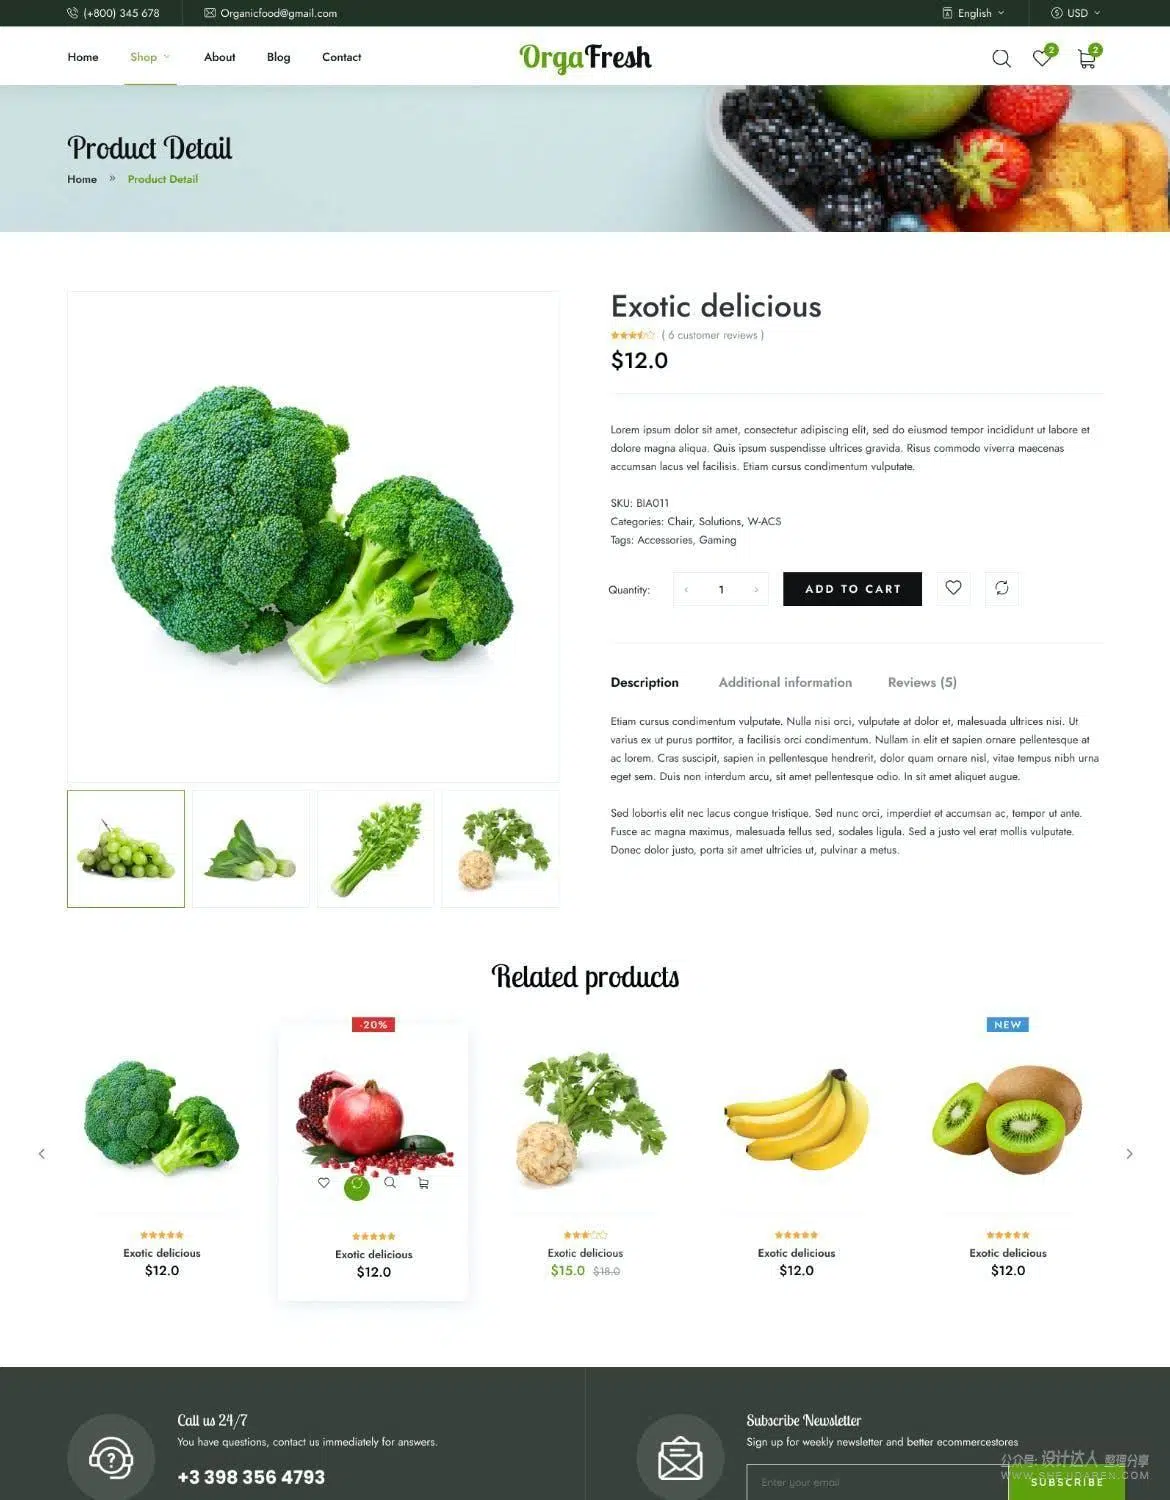 (+800) 345 678
Organicfood@gmail.com
English
USD
Home
Shop
About
Blog
Contact
OrgaFresh
2
2
Product Detail
Home » Product Detail
Exotic delicious
( 6 customer reviews )
$12.0
Lorem ipsum dolor sit amet, consectetur adipiscing elit, sed do eiusmod tempor incididunt ut labore et
dolore magna aliqua. Quis ipsum suspendisse ultrices gravida. Risus commodo viverra maecenas
accumsan lacus vel facilisis. Etiam cursus condimentum vulputate.
SKU: BIA011
Categories: Chair, Solutions, W-ACS
Tags: Accessories, Gaming
Quantity:
‹ 1 ›
ADD TO CART
Description
Additional information
Reviews (5)
Etiam cursus condimentum vulputate. Nulla nisi orci, vulputate at dolor et, malesuada ultrices nisi. Ut
varius ex ut purus porttitor, a facilisis orci condimentum. Nullam in elit et sapien ornare pellentesque at
ac lorem. Cras suscipit, sapien in pellentesque hendrerit, dolor quam ornare nisl, vitae tempus nibh urna
eget sem. Duis non interdum arcu, sit amet pellentesque odio. In sit amet aliquet augue.
Sed lobortis elit nec lacus congue tristique. Sed nunc orci, imperdiet et accumsan ac, tempor ut ante.
Fusce ac magna maximus, malesuada tellus sed, sodales ligula. Sed a justo vel erat mollis vulputate.
Donec dolor justo, porta sit amet ultricies ut, pulvinar a metus.
Related products
-20%
NEW
Exotic delicious
$12.0
Exotic delicious
$12.0
Exotic delicious
$15.0 $18.0
Exotic delicious
$12.0
Exotic delicious
$12.0
Call us 24/7
You have questions, contact us immediately for answers.
+3 398 356 4793
Subscribe Newsletter
Sign up for weekly newsletter and better ecommercestores
Enter your email
SUBSCRIBE
公众号: 设计达人 整理分享
WWW.SHEJIDAREN.COM